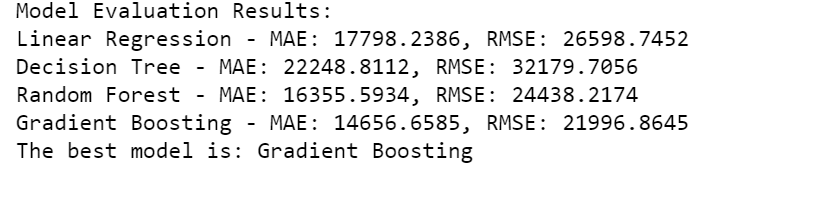 Model Evaluation Results:
Linear Regression - MAE: 17798.2386, RMSE: 26598.7452
Decision Tree - MAE: 22248.8112, RMSE: 32179.7056
Random Forest - MAE: 16355.5934, RMSE: 24438.2174
Gradient Boosting - MAE: 14656.6585, RMSE: 21996.8645
The best model is: Gradient Boosting